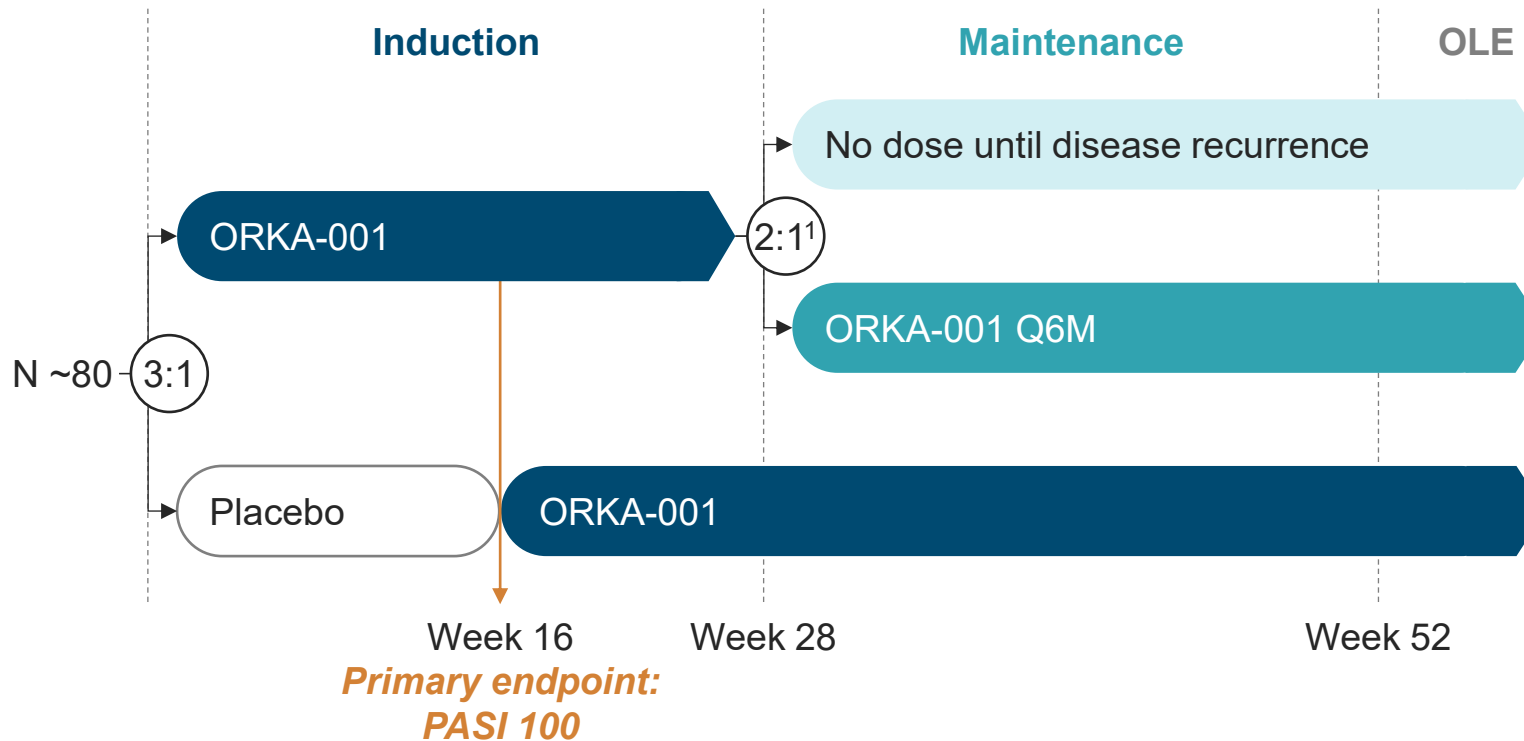 Induction
Maintenance
OLE
No dose until disease recurrence
ORKA-001
2:1¹
ORKA-001 Q6M
N ~80
3:1
Placebo
ORKA-001
Week 16
Week 28
Week 52
Primary endpoint:
PASI 100